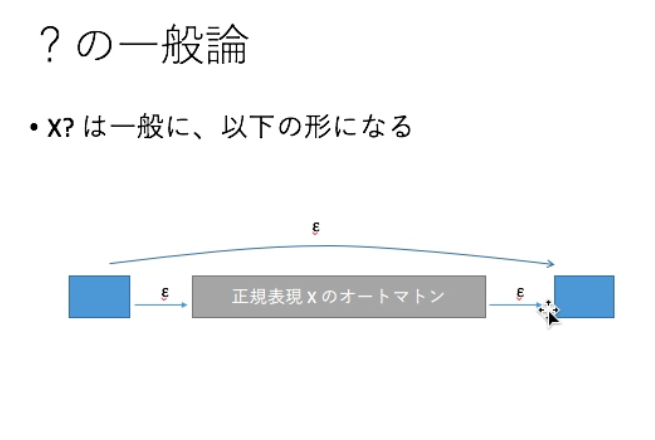 ? の一般論
• X? は一般に、以下の形になる
ε
ε
正規表現 X のオートマトン
ε